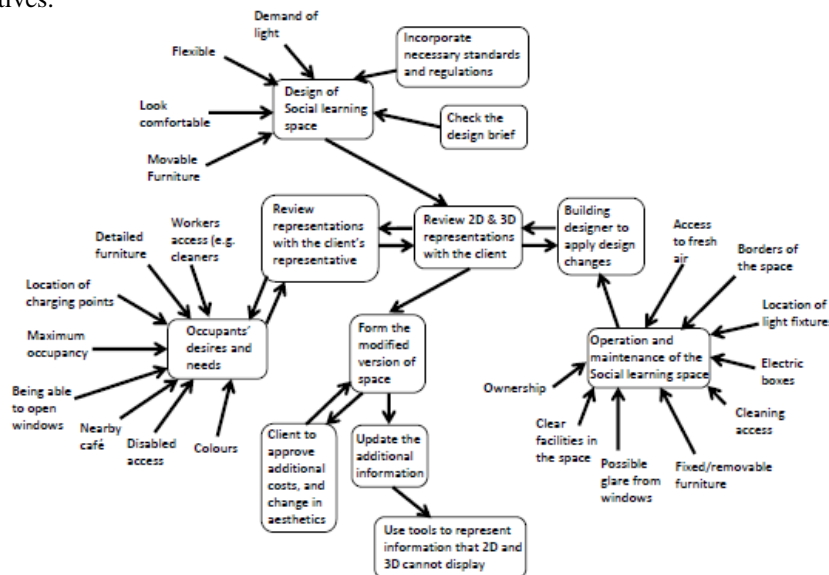 tives.
Demand of
light
Flexible
Incorporate
necessary standards
and regulations
Design of
Social learning
space
Look
comfortable
Check the
design brief
Movable
Furniture
Review
representations
with the client's
representative
Review 2D & 3D
representations
with the client
Building
designer to
apply design
changes
Workers
access (e.g.
cleaners
Detailed
furniture
Location of
charging points
Maximum
occupancy
Being able
to open
windows
Nearby
café
Disabled
access
Colours
Occupants'
desires and
needs
Access
to fresh
air
Borders of
the space
Location of
light fixture
Electric
boxes
Cleaning
access
Fixed/removable
furniture
Possible
glare from
windows
Clear
facilities in
the space
Ownership
Operation and
maintenance of the
Social learning space
Form the
modified
version of
space
Client to
approve
additional
costs, and
change in
aesthetics
Update the
additional
information
Use tools to represent
information that 2D and
3D cannot display